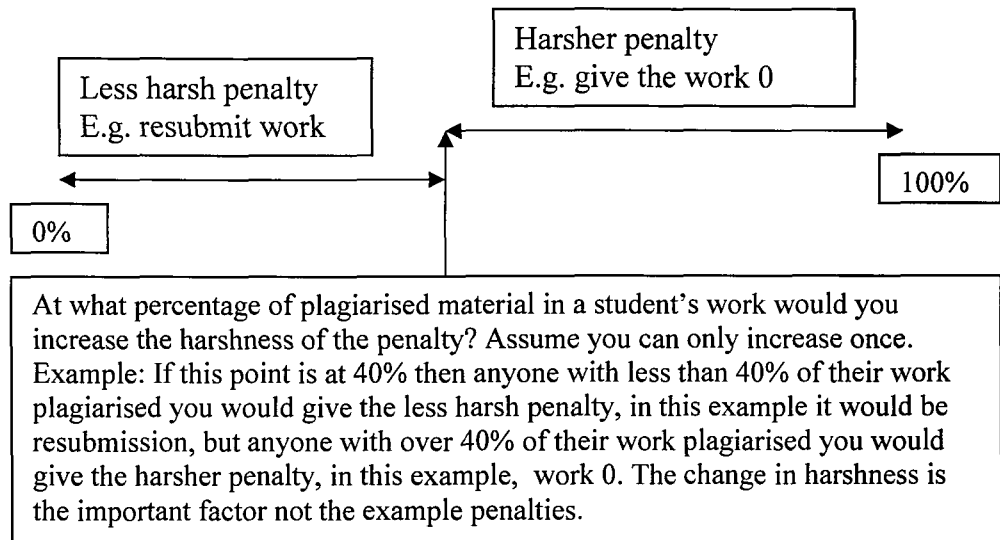 Harsher penalty
E.g. give the work 0
Less harsh penalty
E.g. resubmit work
100%
0%
At what percentage of plagiarised material in a student's work would you
increase the harshness of the penalty? Assume you can only increase once.
Example: If this point is at 40% then anyone with less than 40% of their work
plagiarised you would give the less harsh penalty, in this example it would be
resubmission, but anyone with over 40% of their work plagiarised you would
give the harsher penalty, in this example, work 0. The change in harshness is
the important factor not the example penalties.